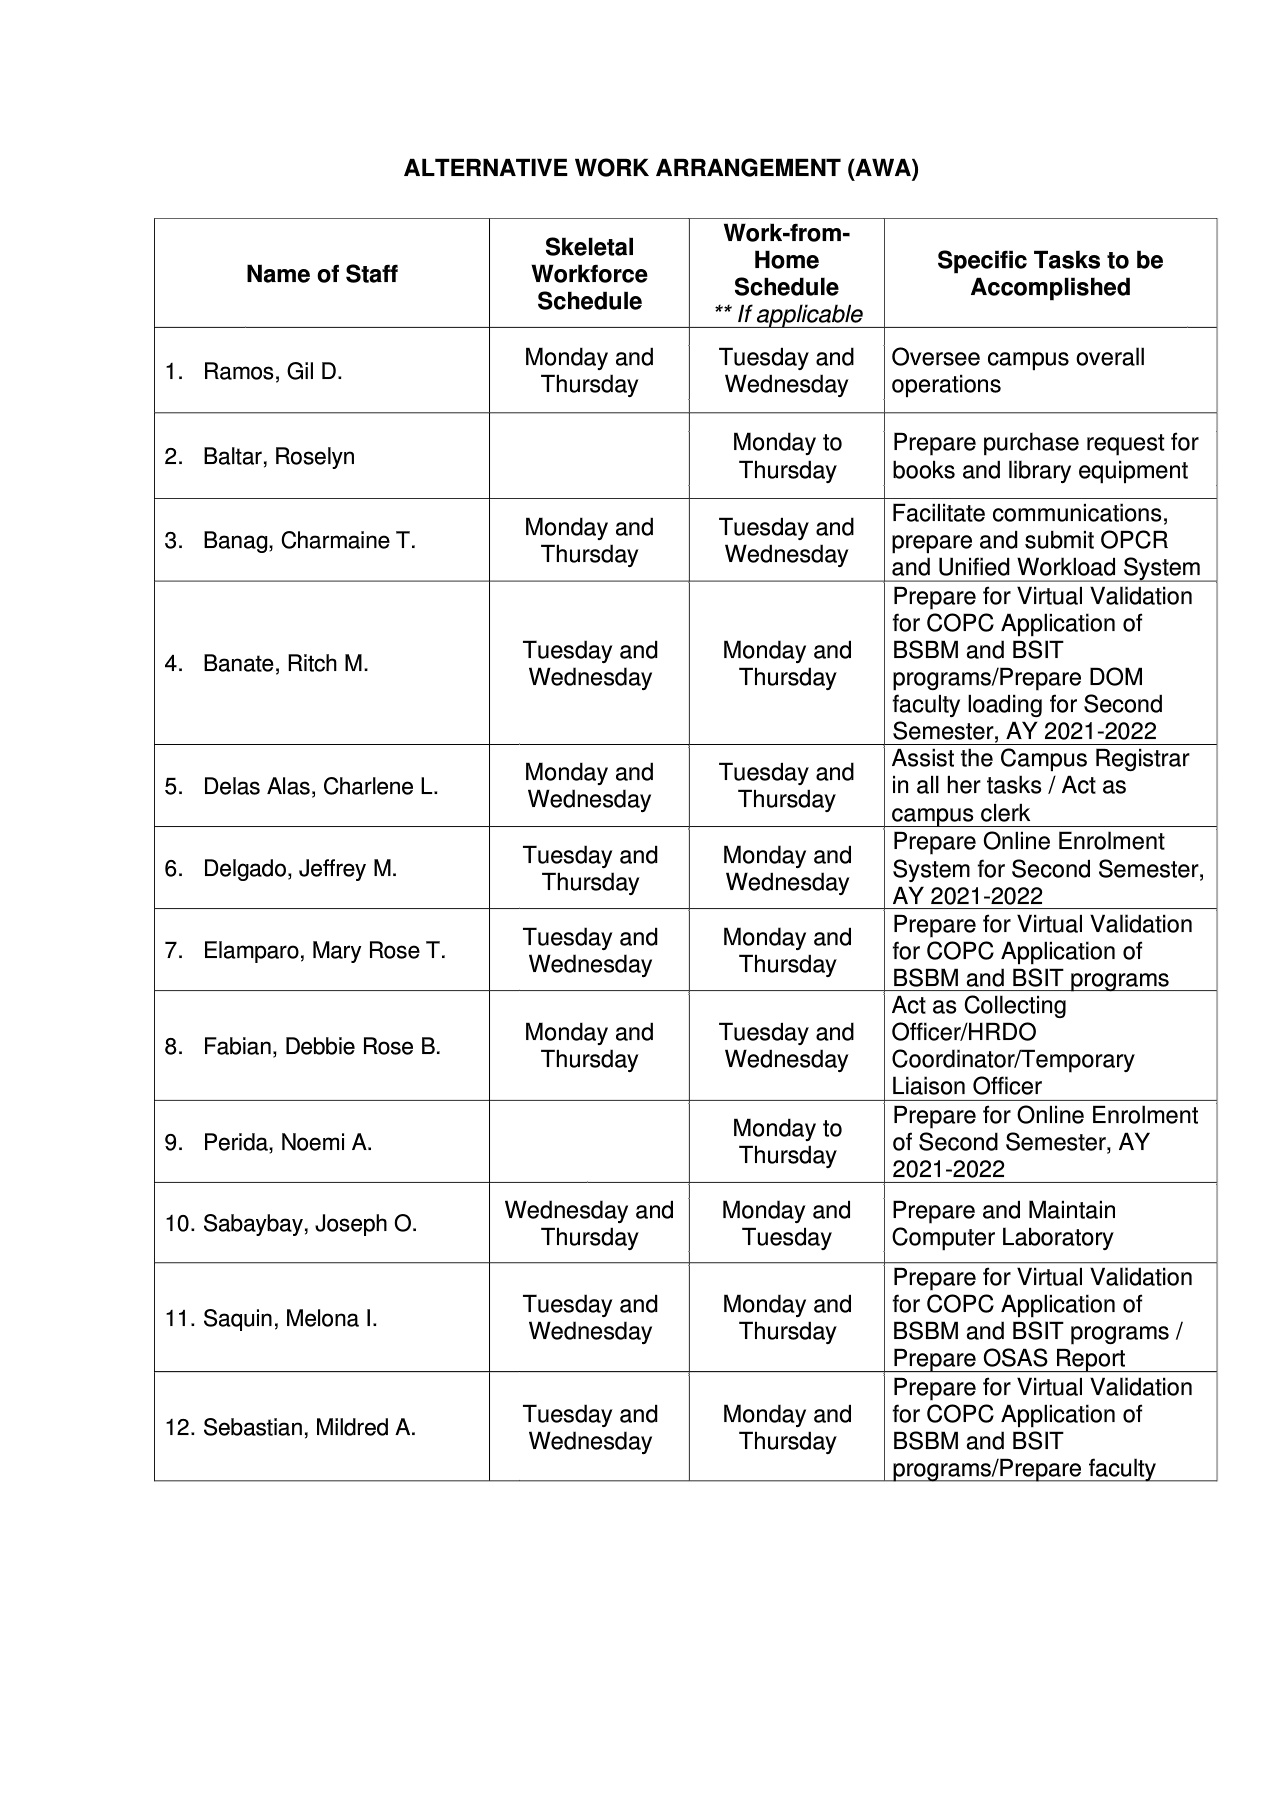 ALTERNATIVE WORK ARRANGEMENT (AWA)
Name of Staff
Skeletal
Workforce
Schedule
Work-from-
Home
Schedule
** If applicable
Specific Tasks to be
Accomplished
1. Ramos, Gil D.
Monday and
Thursday
Tuesday and
Wednesday
Oversee campus overall
operations
2. Baltar, Roselyn
Monday to
Thursday
Prepare purchase request for
books and library equipment
3. Banag, Charmaine T.
Monday and
Thursday
Tuesday and
Wednesday
Facilitate communications,
prepare and submit OPCR
and Unified Workload System
4. Banate, Ritch M.
Tuesday and
Wednesday
Monday and
Thursday
Prepare for Virtual Validation
for COPC Application of
BSBM and BSIT
programs/Prepare DOM
faculty loading for Second
Semester, AY 2021-2022
5. Delas Alas, Charlene L.
Monday and
Wednesday
Tuesday and
Thursday
Assist the Campus Registrar
in all her tasks / Act as
campus clerk
6. Delgado, Jeffrey M.
Tuesday and
Thursday
Monday and
Wednesday
Prepare Online Enrolment
System for Second Semester,
AY 2021-2022
7. Elamparo, Mary Rose T.
Tuesday and
Wednesday
Monday and
Thursday
Prepare for Virtual Validation
for COPC Application of
BSBM and BSIT programs
8. Fabian, Debbie Rose B.
Monday and
Thursday
Tuesday and
Wednesday
Act as Collecting
Officer/HRDO
Coordinator/Temporary
Liaison Officer
9. Perida, Noemi A.
Monday to
Thursday
Prepare for Online Enrolment
of Second Semester, AY
2021-2022
10. Sabaybay, Joseph O.
Wednesday and
Thursday
Monday and
Tuesday
Prepare and Maintain
Computer Laboratory
11. Saquin, Melona I.
Tuesday and
Wednesday
Monday and
Thursday
Prepare for Virtual Validation
for COPC Application of
BSBM and BSIT programs /
Prepare OSAS Report
12. Sebastian, Mildred A.
Tuesday and
Wednesday
Monday and
Thursday
Prepare for Virtual Validation
for COPC Application of
BSBM and BSIT
programs/Prepare faculty